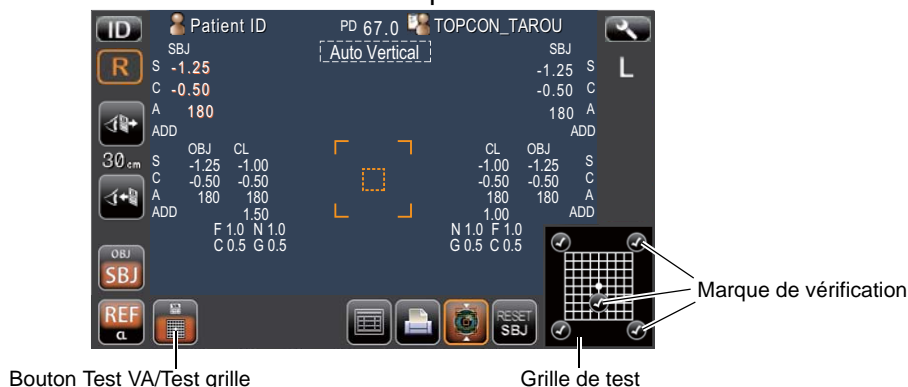 ID Patient ID PD 67.0 TOPCON_TAROU
Auto Vertical
SBJ SBJ
R S -1.25 -1.25 S L
C -0.50 -0.50 C
A 180 180 A
ADD ADD
OBJ CL CL OBJ
30 cm S -1.25 -1.00 -1.00 -1.25 S
C -0.50 -0.50 -0.50 -0.50 C
A 180 180 180 180 A
ADD 1.50 1.00 ADD
F 1.0 N 1.0 N 1.0 F 1.0
C 0.5 G 0.5 G 0.5 C 0.5
OBJ
SBJ
REF
α
RESET
SBJ
Marque de vérification
Bouton Test VA/Test grille Grille de test